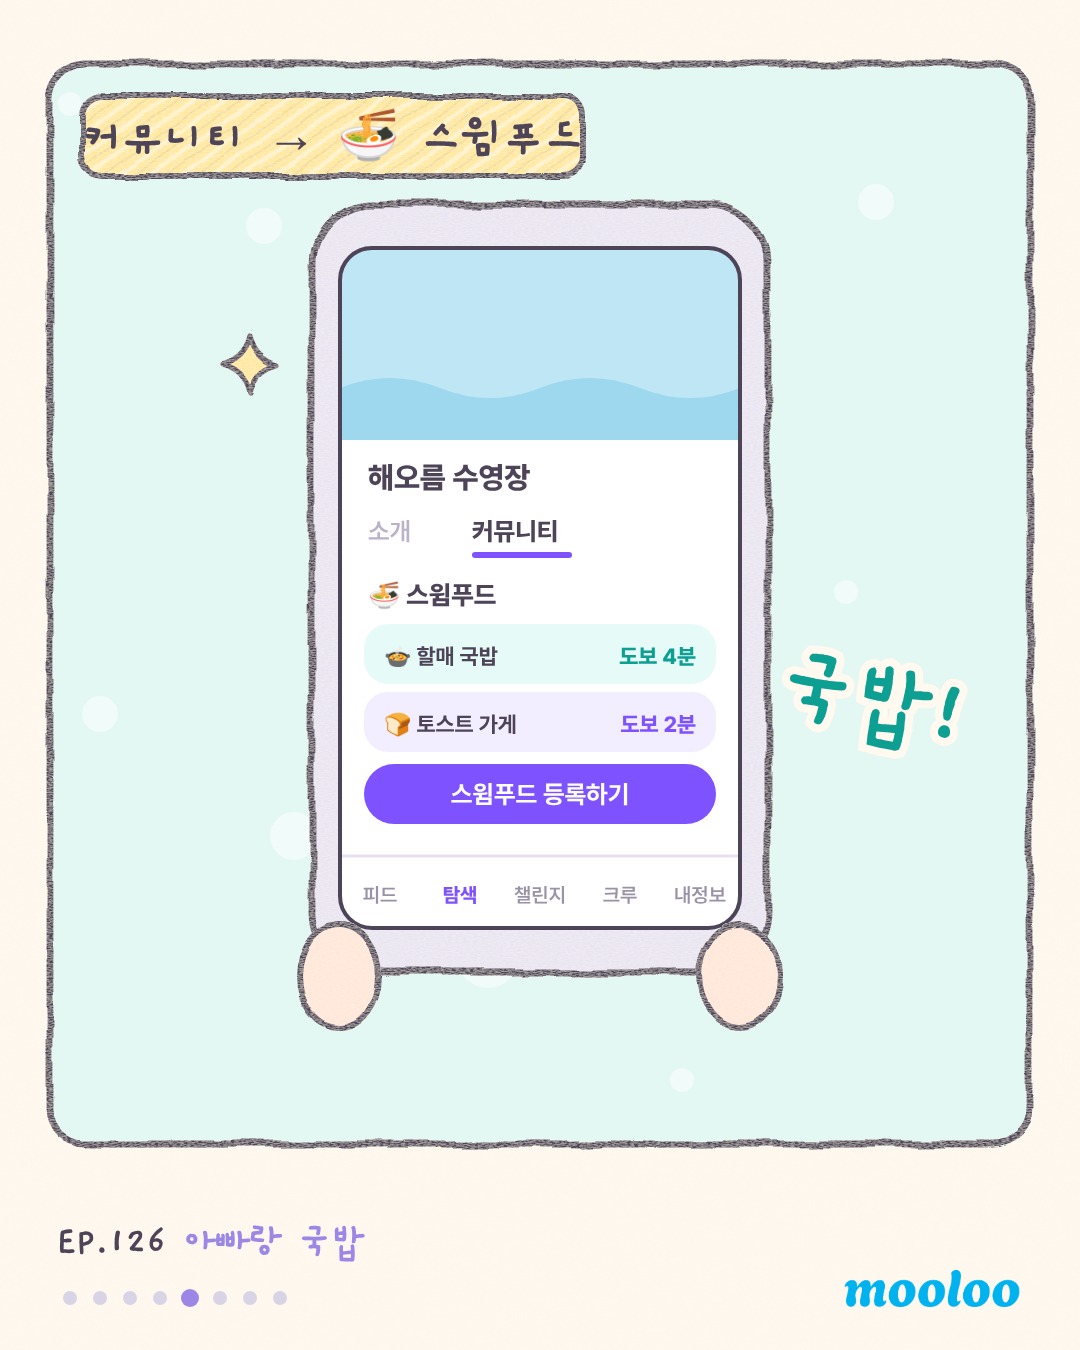 커뮤니티 → 🍜 스윔푸드
해오름 수영장
소개 커뮤니티
🍜 스윔푸드
🍲 할매 국밥 도보 4분
🍞 토스트 가게 도보 2분
스윔푸드 등록하기
국밥!
피드 탐색 챌린지 크루 내정보
EP.126 아빠랑 국밥
mooloo